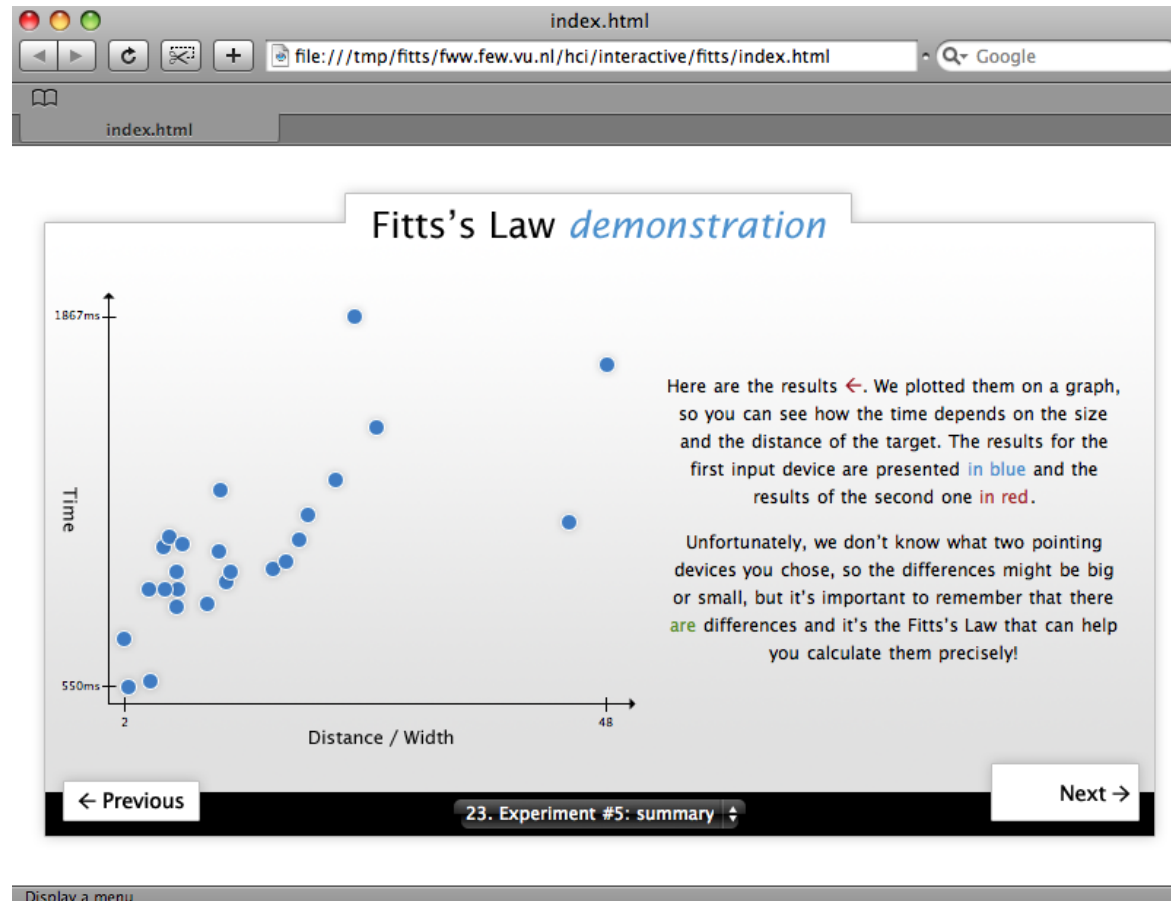 index.html
file:///tmp/fitts/fww.few.vu.nl/hci/interactive/fitts/index.html
Google
index.html
Fitts's Law demonstration
1867ms
Time
550ms
2
48
Distance / Width
Here are the results ←. We plotted them on a graph,
so you can see how the time depends on the size
and the distance of the target. The results for the
first input device are presented in blue and the
results of the second one in red.
Unfortunately, we don't know what two pointing
devices you chose, so the differences might be big
or small, but it's important to remember that there
are differences and it's the Fitts's Law that can help
you calculate them precisely!
← Previous
23. Experiment #5: summary
Next →
Display a menu